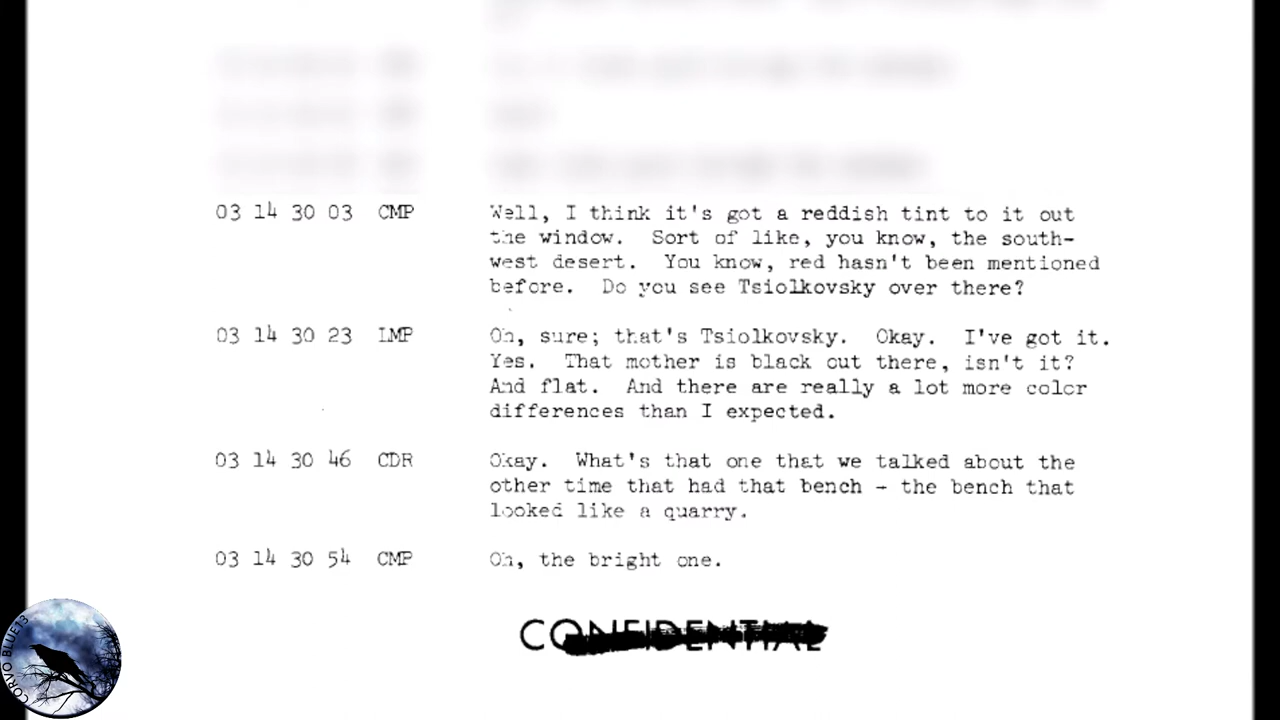 03 14 30 03 CMP Well, I think it's got a reddish tint to it out
the window. Sort of like, you know, the south-
west desert. You know, red hasn't been mentioned
before. Do you see Tsiolkovsky over there?
03 14 30 23 LMP Oh, sure; that's Tsiolkovsky. Okay. I've got it.
Yes. That mother is black out there, isn't it?
And flat. And there are really a lot more color
differences than I expected.
03 14 30 46 CDR Okay. What's that one that we talked about the
other time that had that bench - the bench that
looked like a quarry.
03 14 30 54 CMP Oh, the bright one.
CONFIDENTIAL
CORVO BLUE13